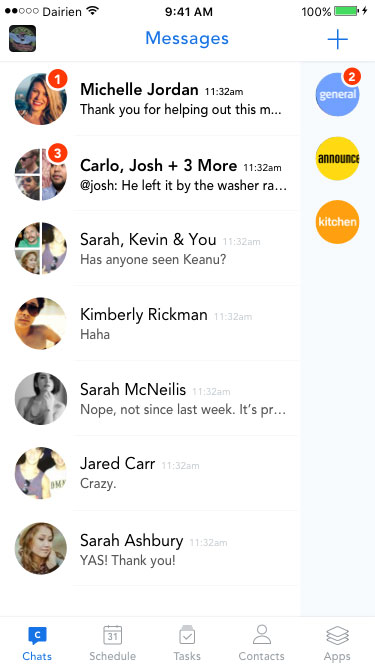 Dairien
9:41 AM
100%
Messages
1
Michelle Jordan 11:32am
Thank you for helping out this m...
3
Carlo, Josh + 3 More 11:32am
@josh: He left it by the washer ra...
Sarah, Kevin & You 11:32am
Has anyone seen Keanu?
Kimberly Rickman 11:32am
Haha
Sarah McNeilis 11:32am
Nope, not since last week. It’s pr...
Jared Carr 11:32am
Crazy.
Sarah Ashbury 11:32am
YAS! Thank you!
2
general
announce
kitchen
C
Chats
31
Schedule
Tasks
Contacts
Apps